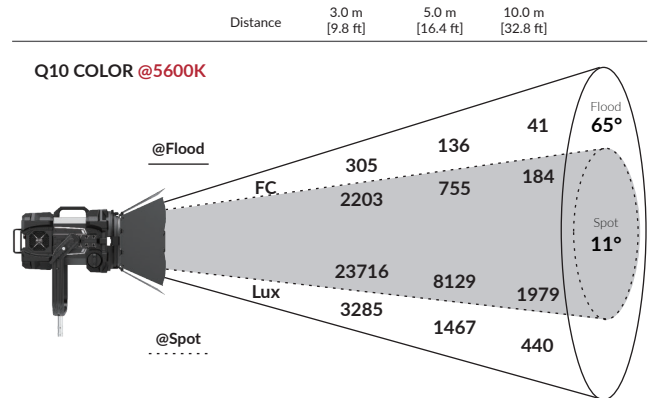 Distance 3.0 m 5.0 m 10.0 m
[9.8 ft] [16.4 ft] [32.8 ft]
Q10 COLOR @5600K
Flood
65°
@Flood
305 136 41
FC
2203 755 184
Spot
11°
23716 8129 1979
Lux
3285 1467 440
@Spot